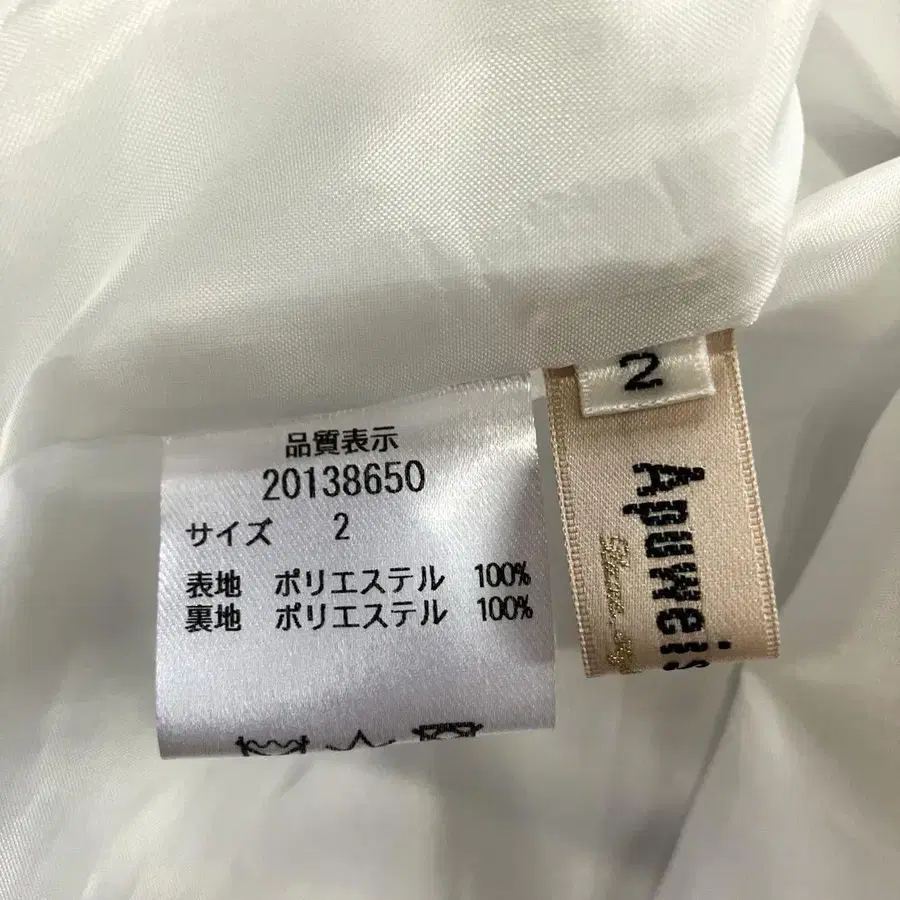 品質表示
20138650
サイズ 2
表地 ポリエステル 100%
裏地 ポリエステル 100%
2
Apuweis